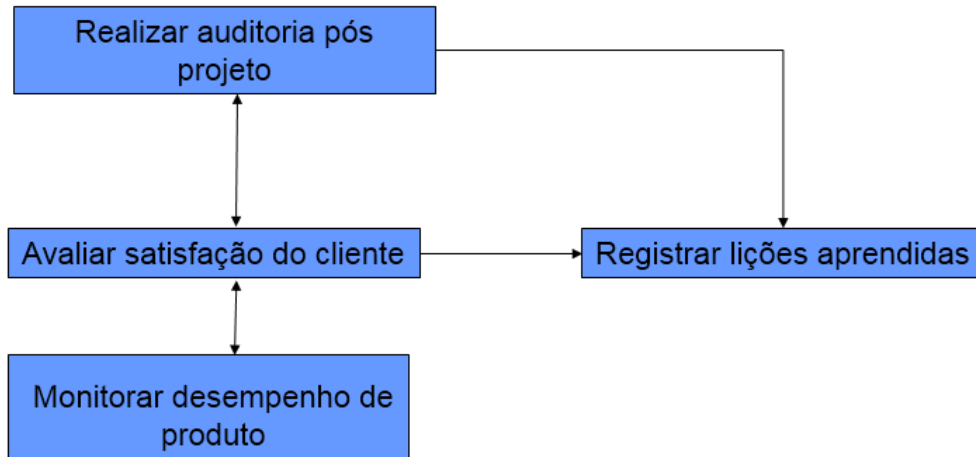 Realizar auditoria pós
projeto
Avaliar satisfação do cliente
Registrar lições aprendidas
Monitorar desempenho de
produto